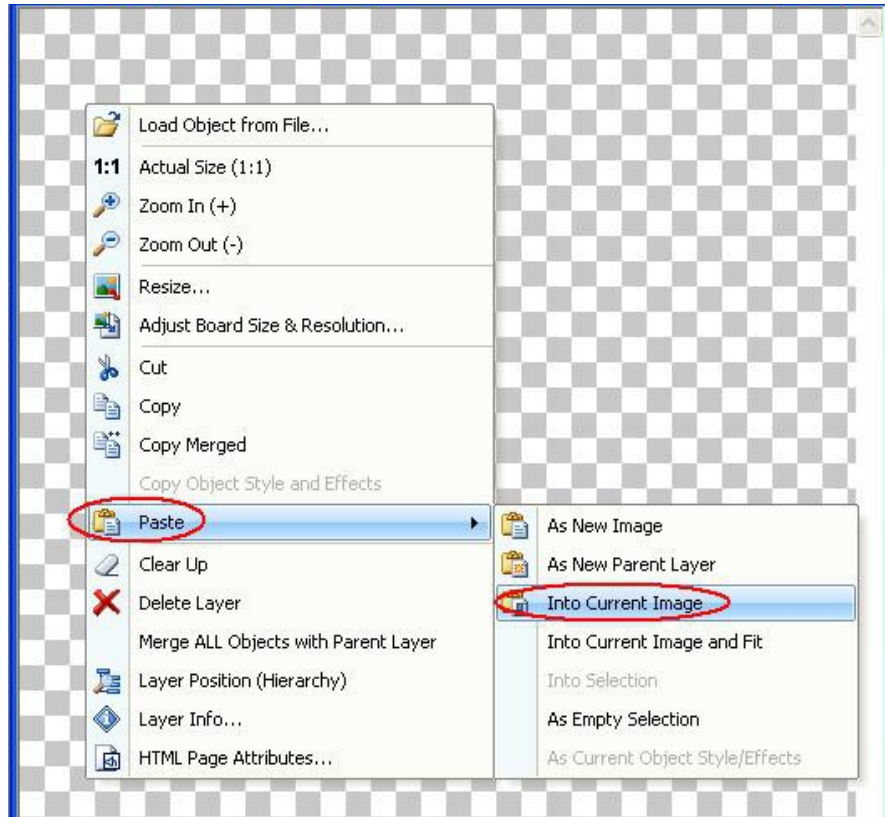 Load Object from File...
1:1 Actual Size (1:1)
Zoom In (+)
Zoom Out (-)
Resize...
Adjust Board Size & Resolution...
Cut
Copy
Copy Merged
Copy Object Style and Effects
Paste
Clear Up
Delete Layer
Merge ALL Objects with Parent Layer
Layer Position (Hierarchy)
Layer Info...
HTML Page Attributes...
As New Image
As New Parent Layer
Into Current Image
Into Current Image and Fit
Into Selection
As Empty Selection
As Current Object Style/Effects